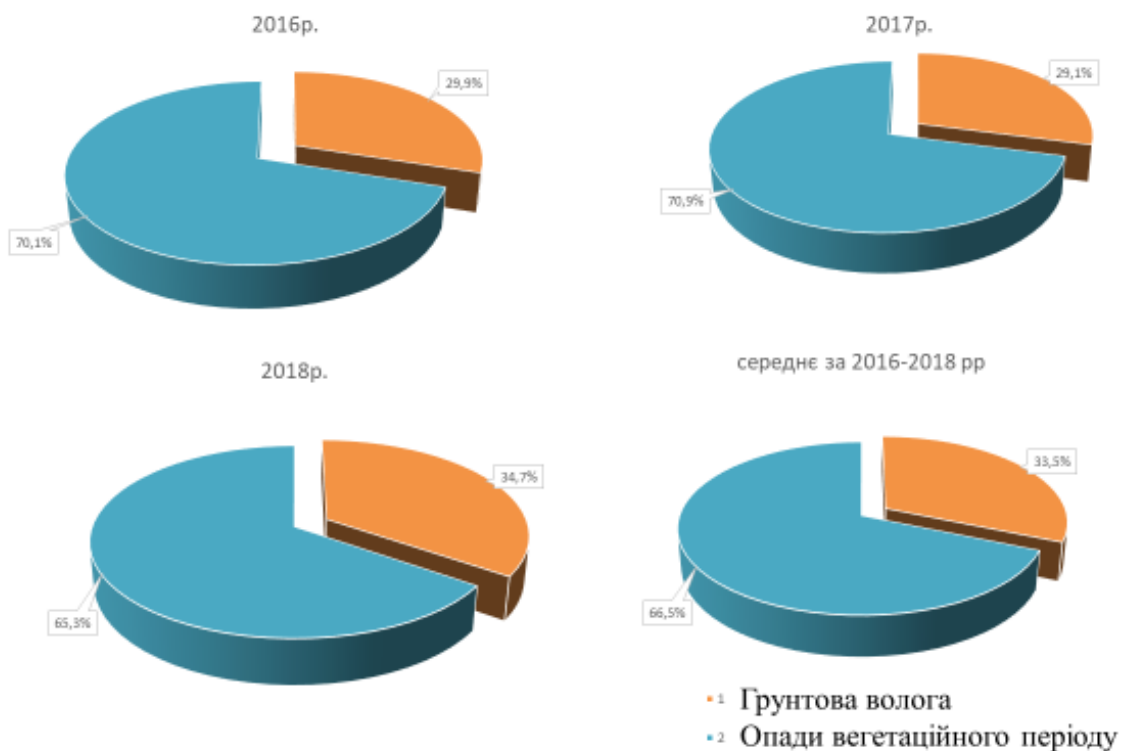 2016р.
29,9%
70,1%
2017р.
29,1%
70,9%
2018р.
34,7%
65,3%
середнє за 2016-2018 рр
33,5%
66,5%
1 Грунтова волога
2 Опади вегетаційного періоду